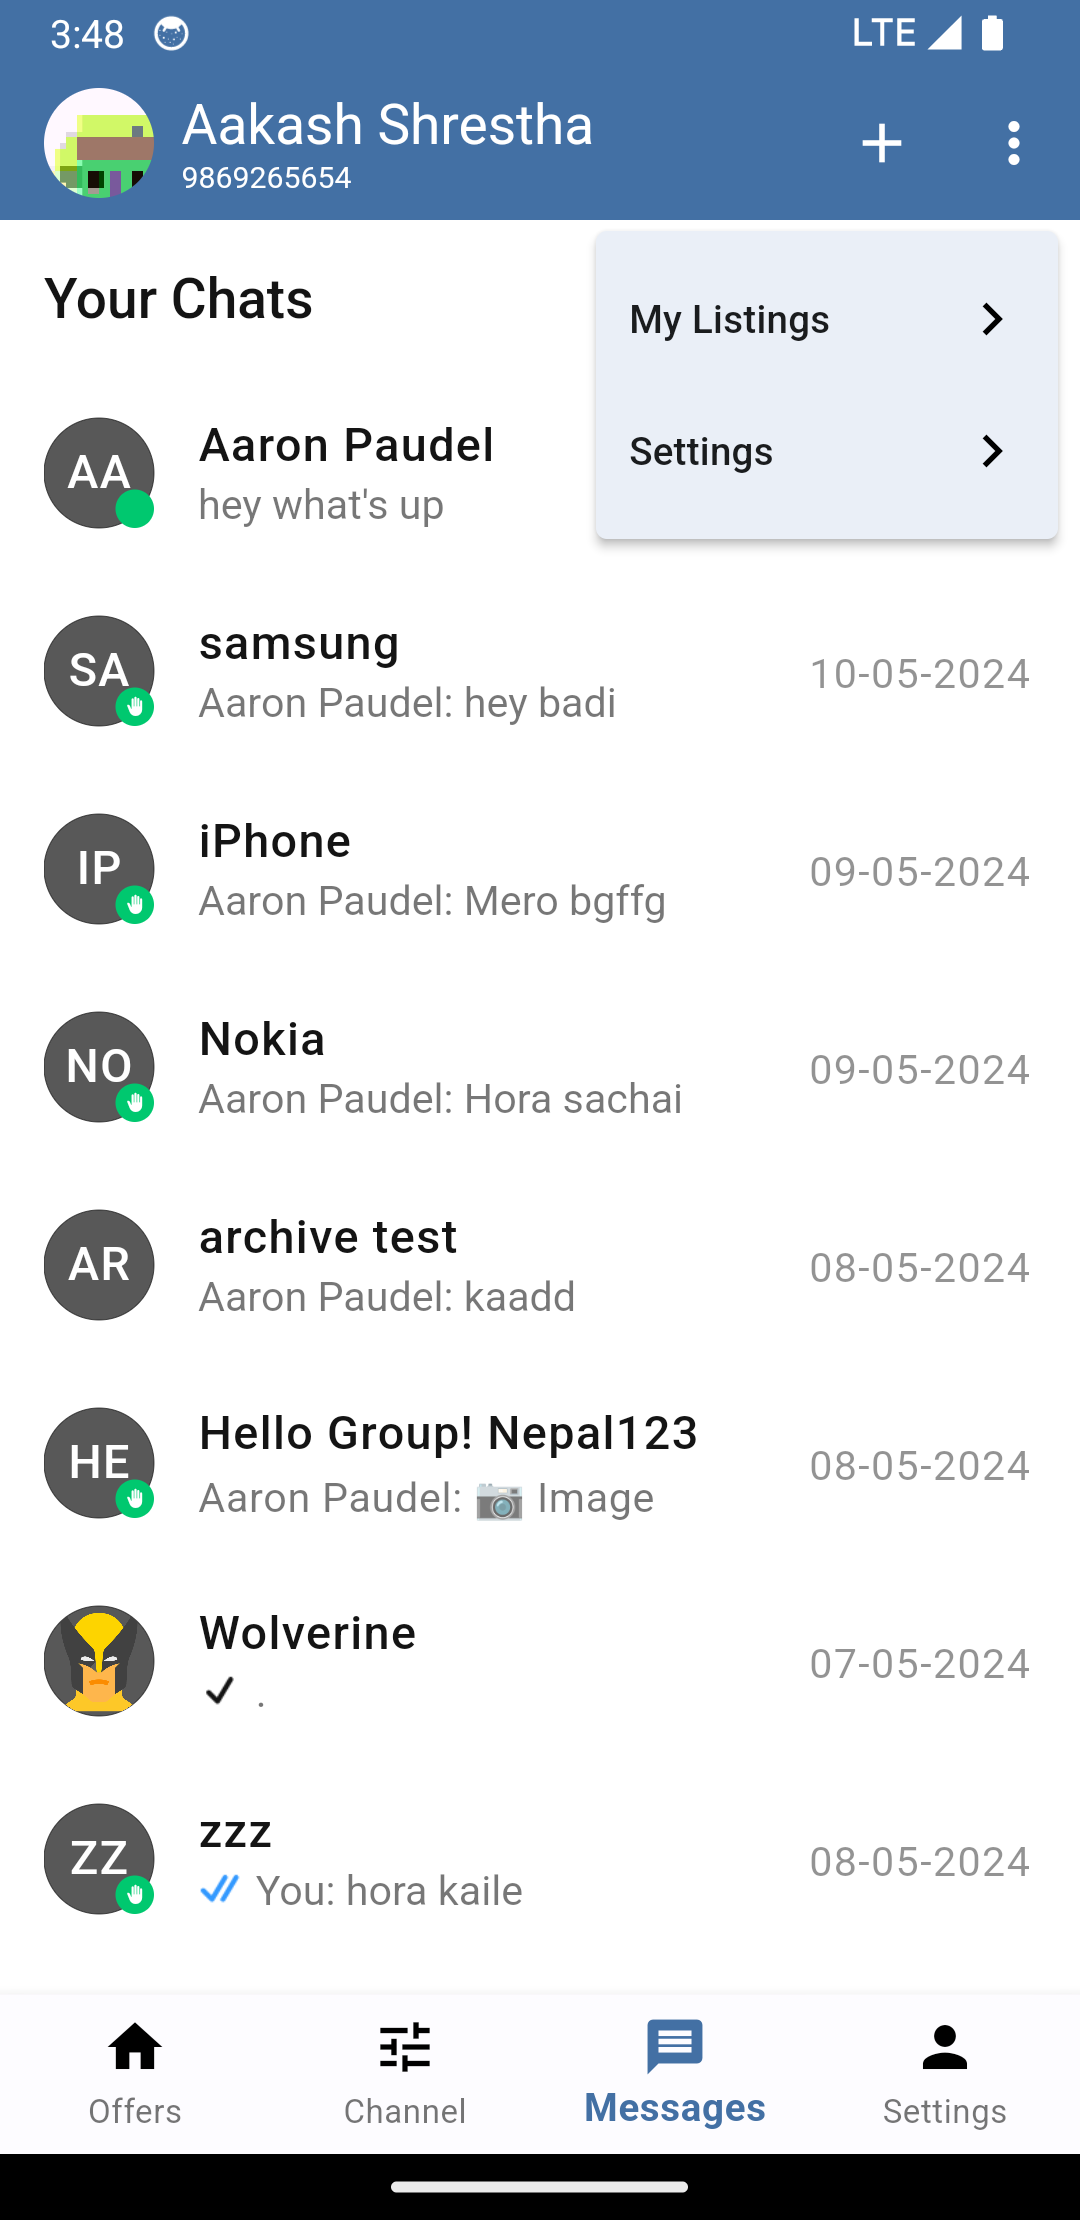 3:48
LTE
Aakash Shrestha
9869265654
Your Chats
My Listings
Settings
AA
Aaron Paudel
hey what's up
SA
samsung
Aaron Paudel: hey badi
10-05-2024
IP
iPhone
Aaron Paudel: Mero bgffg
09-05-2024
NO
Nokia
Aaron Paudel: Hora sachai
09-05-2024
AR
archive test
Aaron Paudel: kaadd
08-05-2024
HE
Hello Group! Nepal123
Aaron Paudel: 📷 Image
08-05-2024
Wolverine
.
07-05-2024
ZZ
zzz
You: hora kaile
08-05-2024
Offers
Channel
Messages
Settings